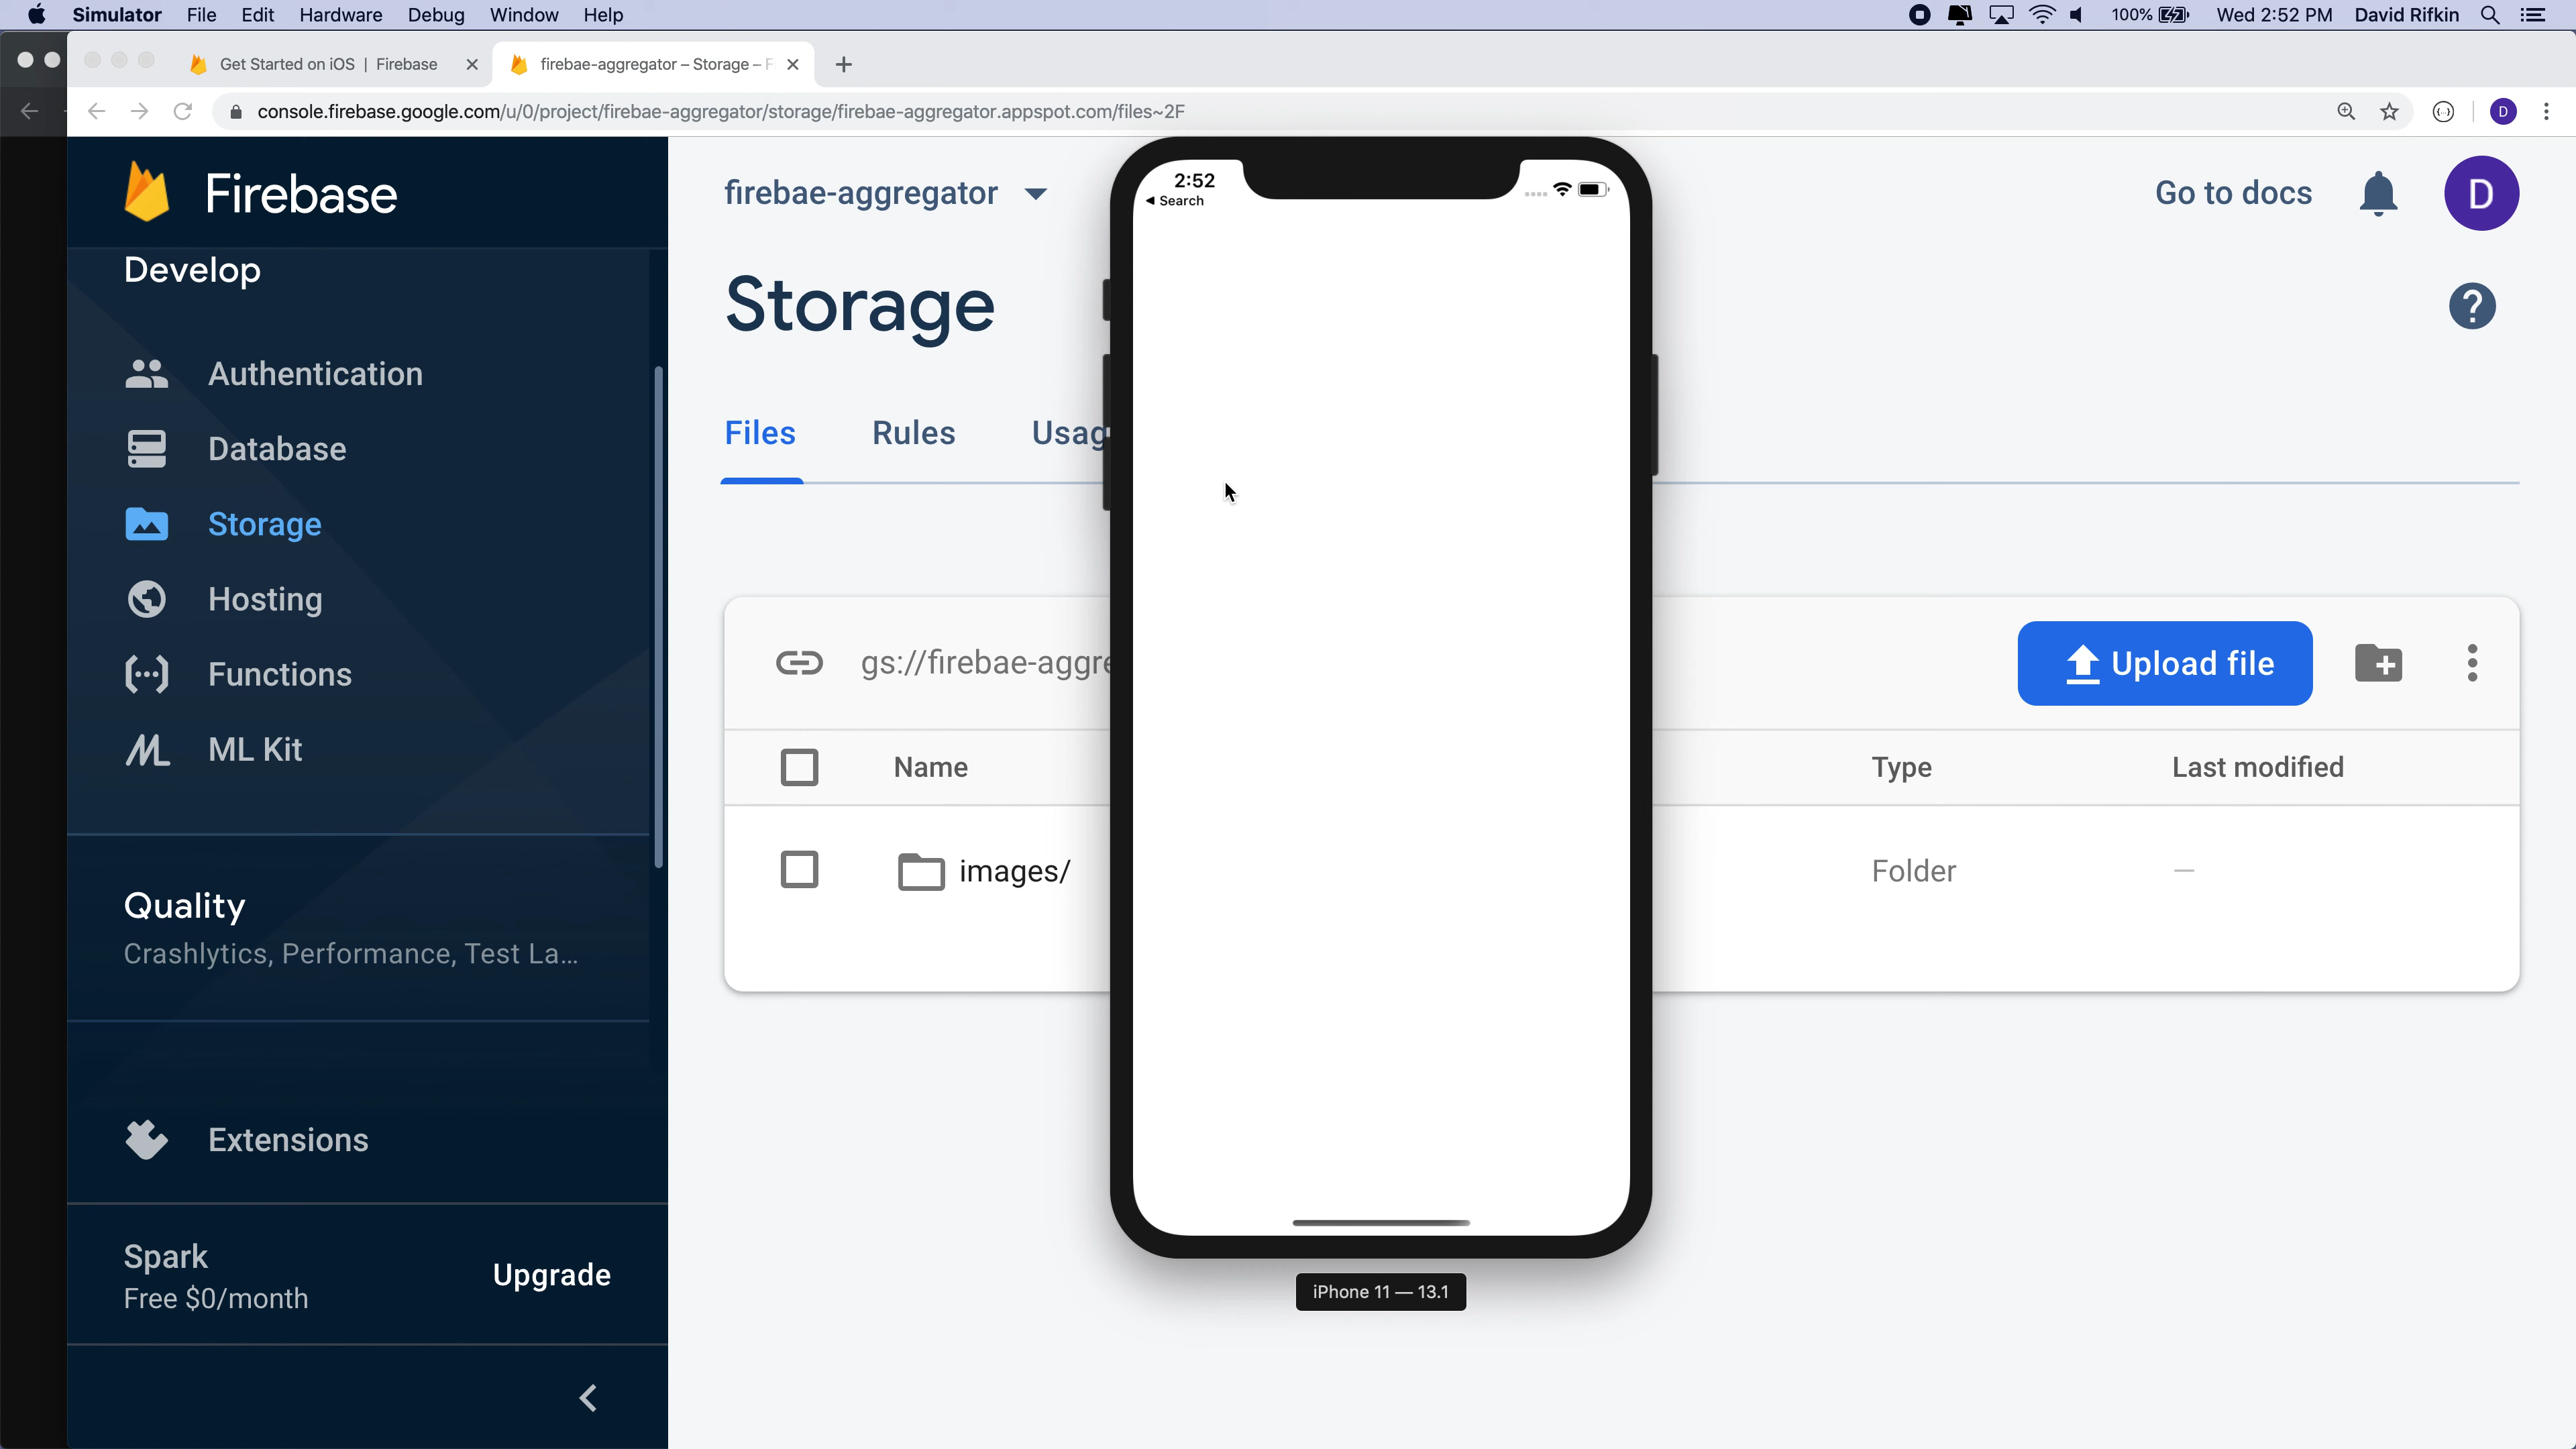 Simulator File Edit Hardware Debug Window Help
100% Wed 2:52 PM David Rifkin
Get Started on iOS | Firebase
firebae-aggregator – Storage – F
console.firebase.google.com/u/0/project/firebae-aggregator/storage/firebae-aggregator.appspot.com/files~2F
D
Firebase
Develop
Authentication
Database
Storage
Hosting
Functions
ML Kit
Quality
Crashlytics, Performance, Test La...
Extensions
Spark
Free $0/month
Upgrade
firebae-aggregator
Go to docs
D
Storage
Files Rules Usag
gs://firebae-aggre
Upload file
Name Type Last modified
images/ Folder —
2:52
Search
iPhone 11 — 13.1